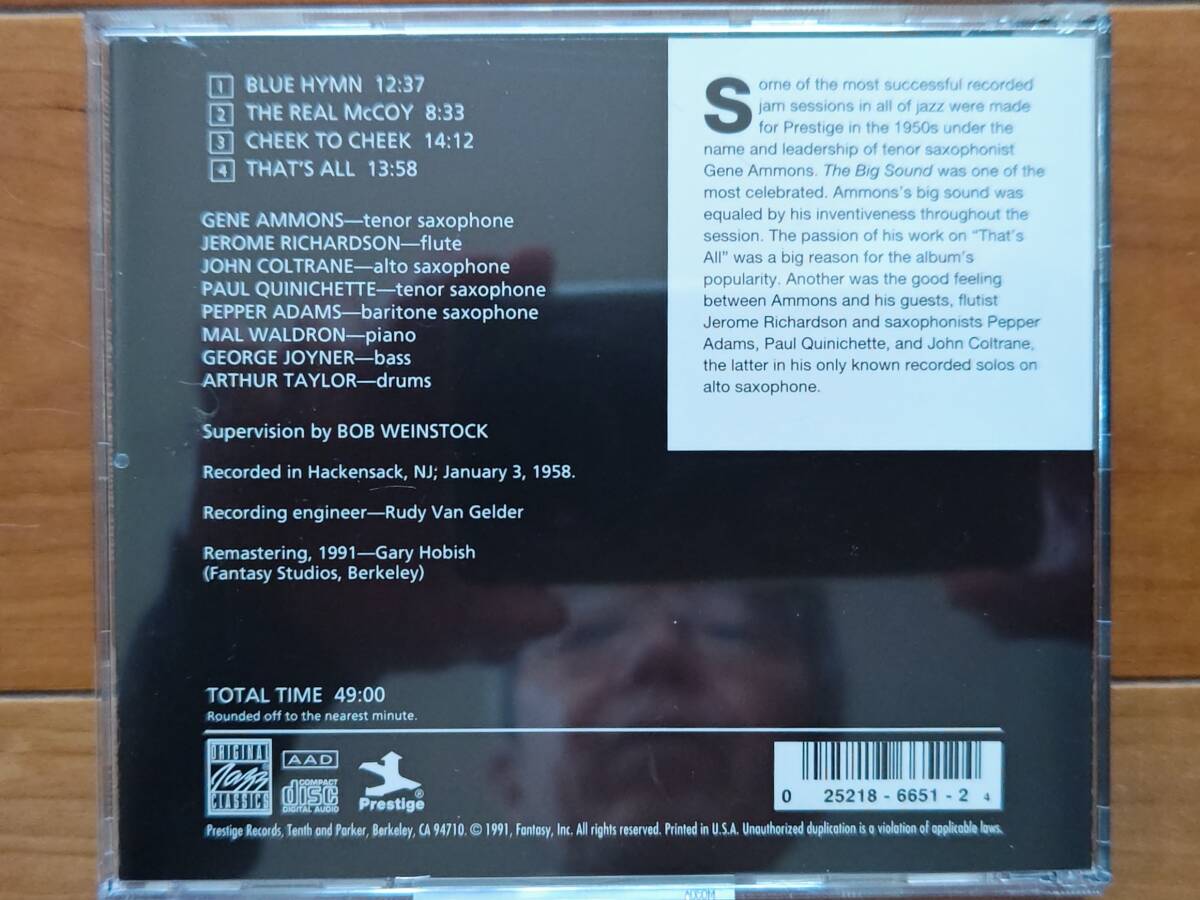 1 BLUE HYMN 12:37
2 THE REAL McCOY 8:33
3 CHEEK TO CHEEK 14:12
4 THAT'S ALL 13:58
GENE AMMONS—tenor saxophone
JEROME RICHARDSON—flute
JOHN COLTRANE—alto saxophone
PAUL QUINICHETTE—tenor saxophone
PEPPER ADAMS—baritone saxophone
MAL WALDRON—piano
GEORGE JOYNER—bass
ARTHUR TAYLOR—drums
Supervision by BOB WEINSTOCK
Recorded in Hackensack, NJ; January 3, 1958.
Recording engineer—Rudy Van Gelder
Remastering, 1991—Gary Hobish
(Fantasy Studios, Berkeley)
TOTAL TIME 49:00
Rounded off to the nearest minute.
Some of the most successful recorded
jam sessions in all of jazz were made
for Prestige in the 1950s under the
name and leadership of tenor saxophonist
Gene Ammons. The Big Sound was one of the
most celebrated. Ammons's big sound was
equaled by his inventiveness throughout the
session. The passion of his work on "That's
All" was a big reason for the album's
popularity. Another was the good feeling
between Ammons and his guests, flutist
Jerome Richardson and saxophonists Pepper
Adams, Paul Quinichette, and John Coltrane,
the latter in his only known recorded solos on
alto saxophone.
ORIGINAL
Jazz
CLASSICS
AAD
COMPACT
disc
DIGITAL AUDIO
Prestige®
0 25218-6651-2 4
Prestige Records, Tenth and Parker, Berkeley, CA 94710. © 1991, Fantasy, Inc. All rights reserved. Printed in U.S.A. Unauthorized duplication is a violation of applicable laws.